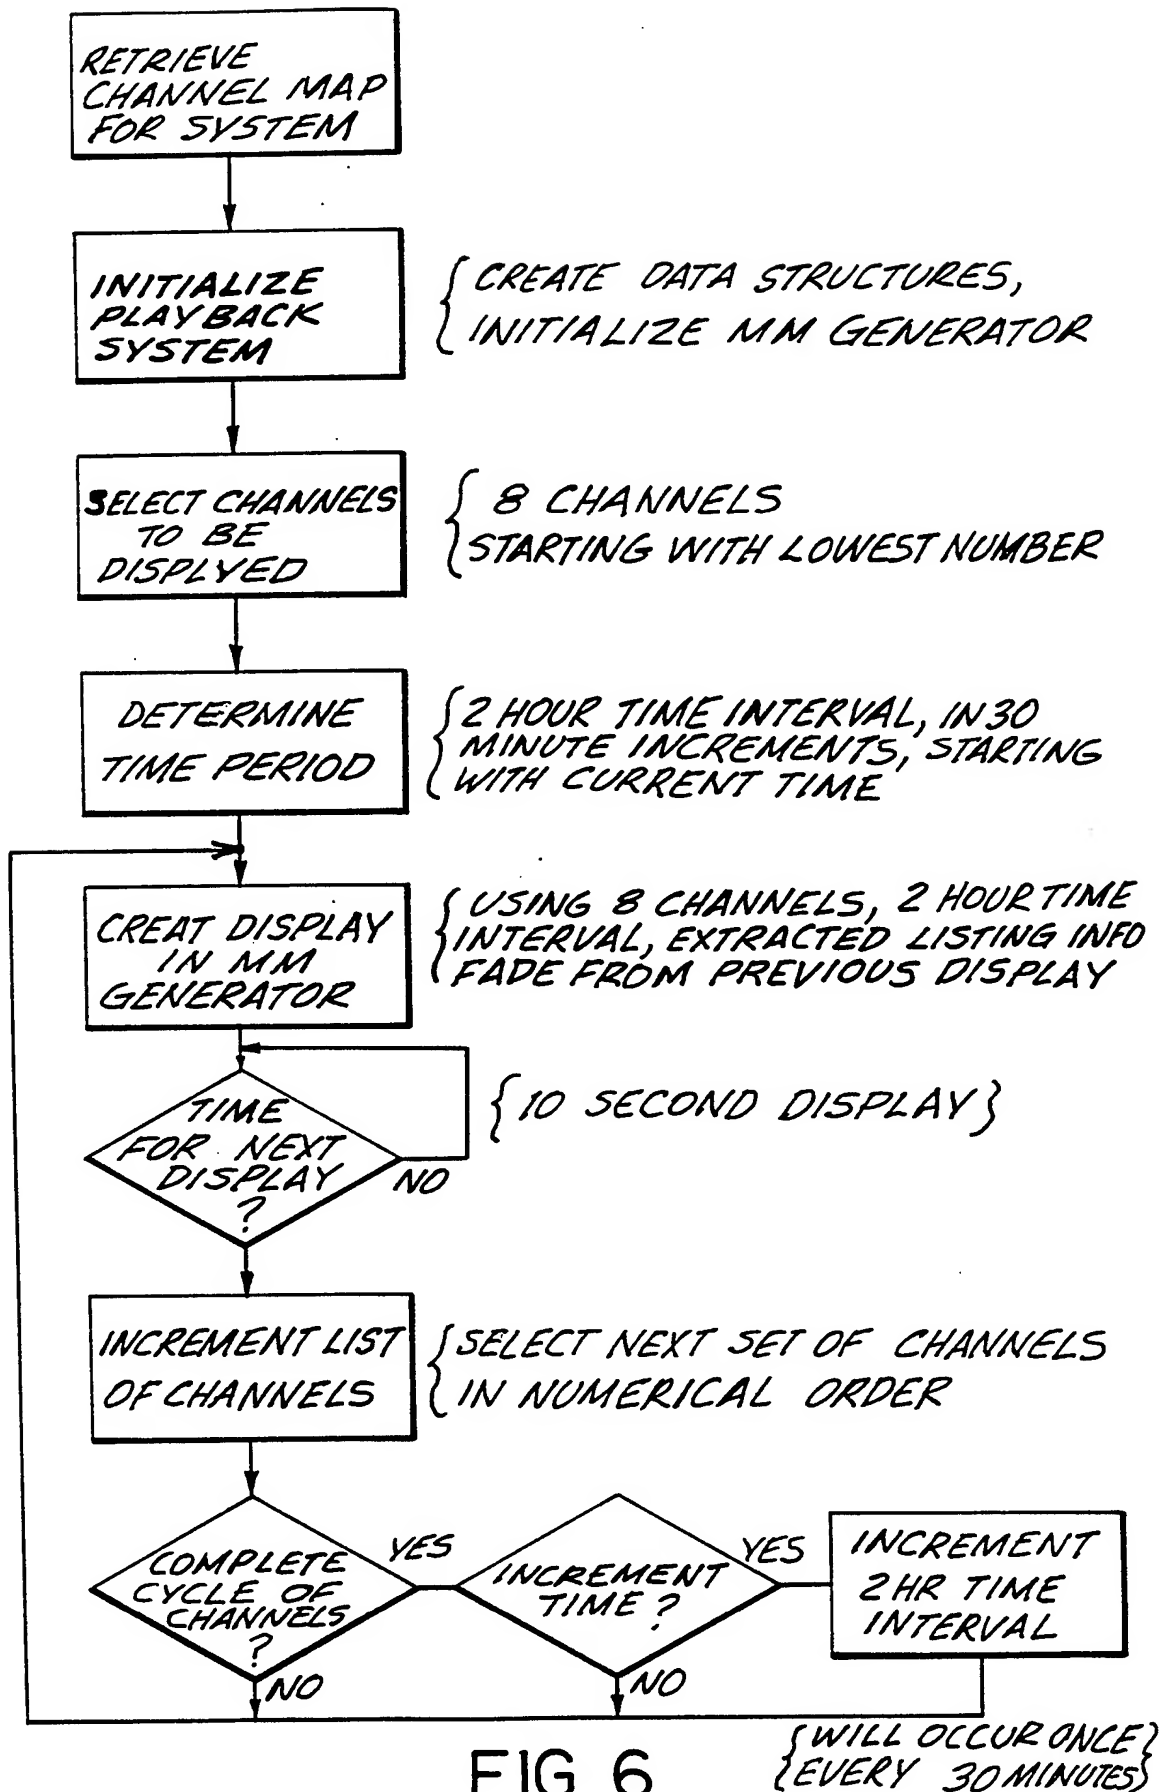 RETRIEVE
CHANNEL MAP
FOR SYSTEM
INITIALIZE
PLAYBACK
SYSTEM
{CREATE DATA STRUCTURES,
INITIALIZE MM GENERATOR
SELECT CHANNELS
TO BE
DISPLYED
{8 CHANNELS
STARTING WITH LOWEST NUMBER
DETERMINE
TIME PERIOD
{2 HOUR TIME INTERVAL, IN 30
MINUTE INCREMENTS, STARTING
WITH CURRENT TIME
CREAT DISPLAY
IN MM
GENERATOR
{USING 8 CHANNELS, 2 HOUR TIME
INTERVAL, EXTRACTED LISTING INFO
FADE FROM PREVIOUS DISPLAY
TIME
FOR NEXT
DISPLAY
?
NO
{10 SECOND DISPLAY}
INCREMENT LIST
OF CHANNELS
{SELECT NEXT SET OF CHANNELS
IN NUMERICAL ORDER
COMPLETE
CYCLE OF
CHANNELS
?
YES
NO
INCREMENT
TIME?
YES
NO
INCREMENT
2 HR TIME
INTERVAL
{WILL OCCUR ONCE}
{EVERY 30 MINUTES}
FIG. 6